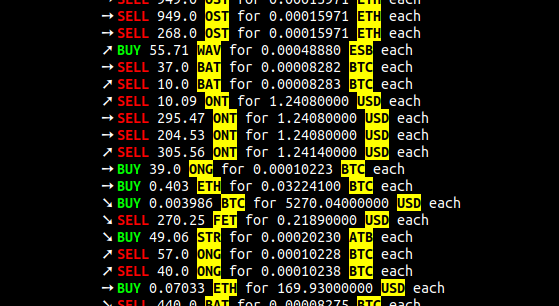 → SELL 949.0 OST for 0.00015971 ETH each
→ SELL 949.0 OST for 0.00015971 ETH each
→ SELL 268.0 OST for 0.00015971 ETH each
↗ BUY 55.71 WAV for 0.00048880 ESB each
→ SELL 37.0 BAT for 0.00008282 BTC each
↗ SELL 10.0 BAT for 0.00008283 BTC each
↗ SELL 10.09 ONT for 1.24080000 USD each
→ SELL 295.47 ONT for 1.24080000 USD each
→ SELL 204.53 ONT for 1.24080000 USD each
↗ SELL 305.56 ONT for 1.24140000 USD each
→ BUY 39.0 ONG for 0.00010223 BTC each
→ BUY 0.403 ETH for 0.03224100 BTC each
↘ BUY 0.003986 BTC for 5270.04000000 USD each
↘ SELL 270.25 FET for 0.21890000 USD each
↘ BUY 49.06 STR for 0.00020230 ATB each
↗ SELL 57.0 ONG for 0.00010228 BTC each
↗ SELL 40.0 ONG for 0.00010238 BTC each
→ BUY 0.07033 ETH for 169.93000000 USD each
↘ SELL 440.0 BAT for 0.00008275 BTC each